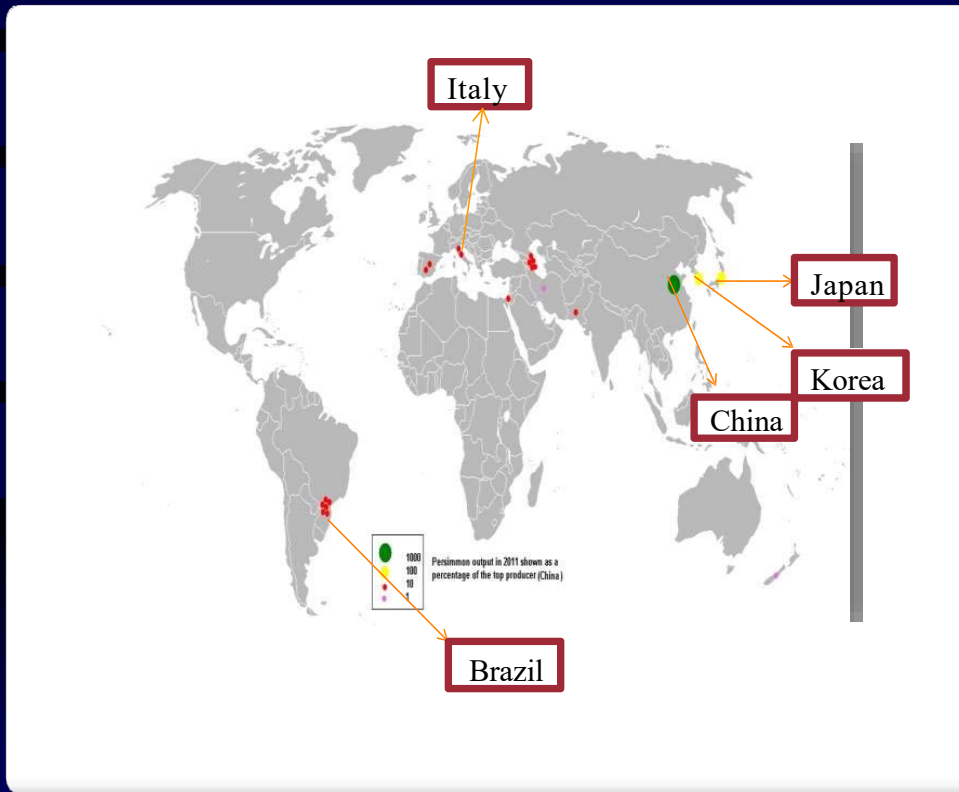 Italy
Japan
Korea
China
1000
100
10
1
Persimmon output in 2011 shown as a
percentage of the top producer (China)
Brazil